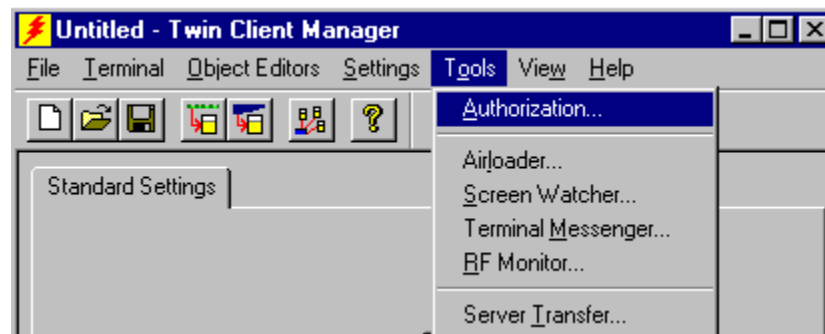 Untitled - Twin Client Manager
File Terminal Object Editors Settings Tools View Help
Authorization...
Airloader...
Standard Settings
Screen Watcher...
Terminal Messenger...
RF Monitor...
Server Transfer...